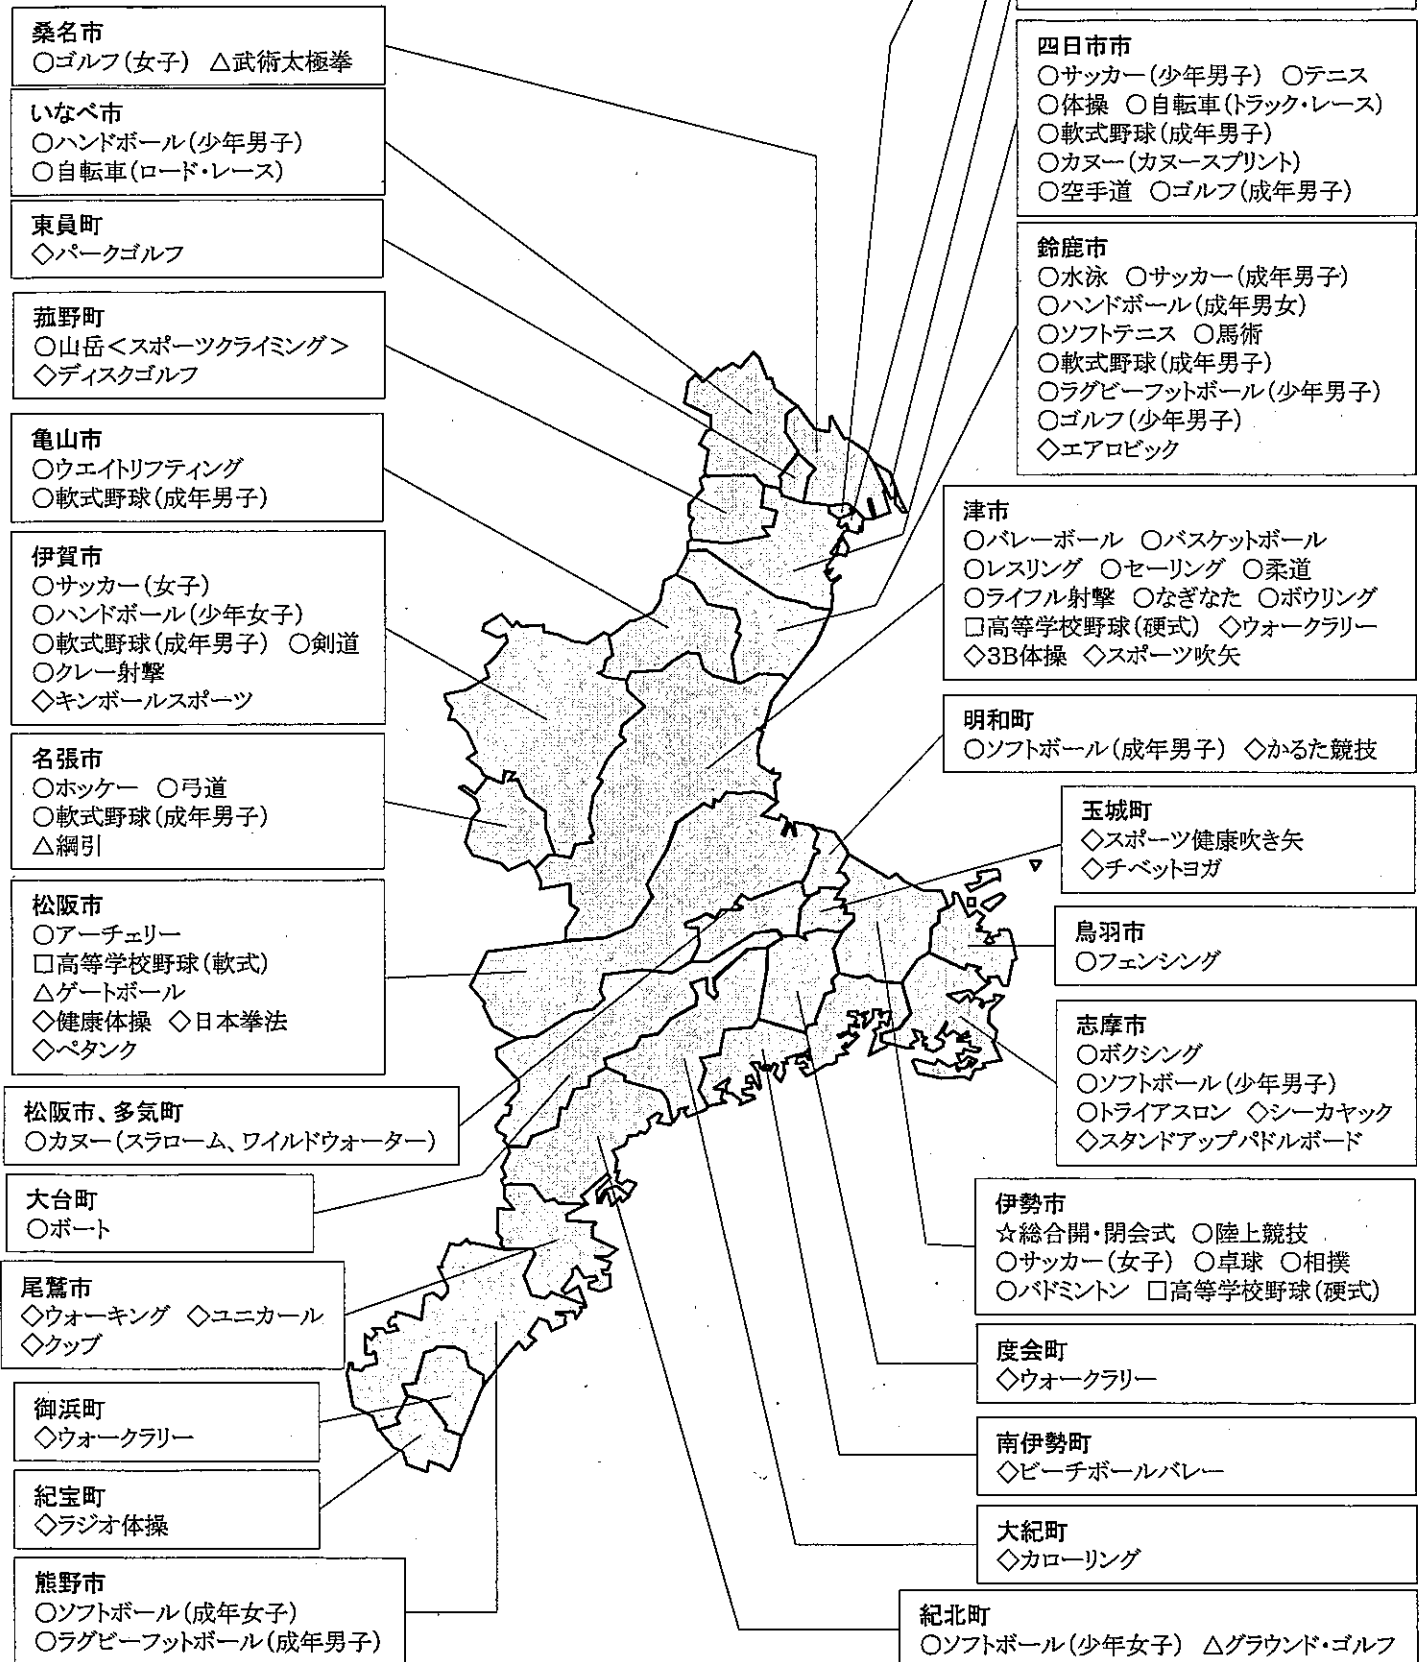 桑名市
○ゴルフ(女子) △武術太極拳
いなべ市
○ハンドボール(少年男子)
○自転車(ロード・レース)
東員町
◇パークゴルフ
菰野町
○山岳<スポーツクライミング>
◇ディスクゴルフ
亀山市
○ウエイトリフティング
○軟式野球(成年男子)
伊賀市
○サッカー(女子)
○ハンドボール(少年女子)
○軟式野球(成年男子) ○剣道
○クレー射撃
◇キンボールスポーツ
名張市
○ホッケー ○弓道
○軟式野球(成年男子)
△綱引
松阪市
○アーチェリー
□高等学校野球(軟式)
△ゲートボール
◇健康体操 ◇日本拳法
◇ペタンク
松阪市、多気町
○カヌー(スラローム、ワイルドウォーター)
大台町
○ボート
尾鷲市
◇ウォーキング ◇ユニカール
◇クッブ
御浜町
◇ウォークラリー
紀宝町
◇ラジオ体操
熊野市
○ソフトボール(成年女子)
○ラグビーフットボール(成年男子)
四日市市
○サッカー(少年男子) ○テニス
○体操 ○自転車(トラック・レース)
○軟式野球(成年男子)
○カヌー(カヌースプリント)
○空手道 ○ゴルフ(成年男子)
鈴鹿市
○水泳 ○サッカー(成年男子)
○ハンドボール(成年男女)
○ソフトテニス ○馬術
○軟式野球(成年男子)
○ラグビーフットボール(少年男子)
○ゴルフ(少年男子)
◇エアロビック
津市
○バレーボール ○バスケットボール
○レスリング ○セーリング ○柔道
○ライフル射撃 ○なぎなた ○ボウリング
□高等学校野球(硬式) ◇ウォークラリー
◇3B体操 ◇スポーツ吹矢
明和町
○ソフトボール(成年男子) ◇かるた競技
玉城町
◇スポーツ健康吹き矢
◇チベットヨガ
鳥羽市
○フェンシング
志摩市
○ボクシング
○ソフトボール(少年男子)
○トライアスロン ◇シーカヤック
◇スタンドアップパドルボード
伊勢市
☆総合開・閉会式 ○陸上競技
○サッカー(女子) ○卓球 ○相撲
○バドミントン □高等学校野球(硬式)
度会町
◇ウォークラリー
南伊勢町
◇ビーチボールバレー
大紀町
◇カローリング
紀北町
○ソフトボール(少年女子) △グラウンド・ゴルフ